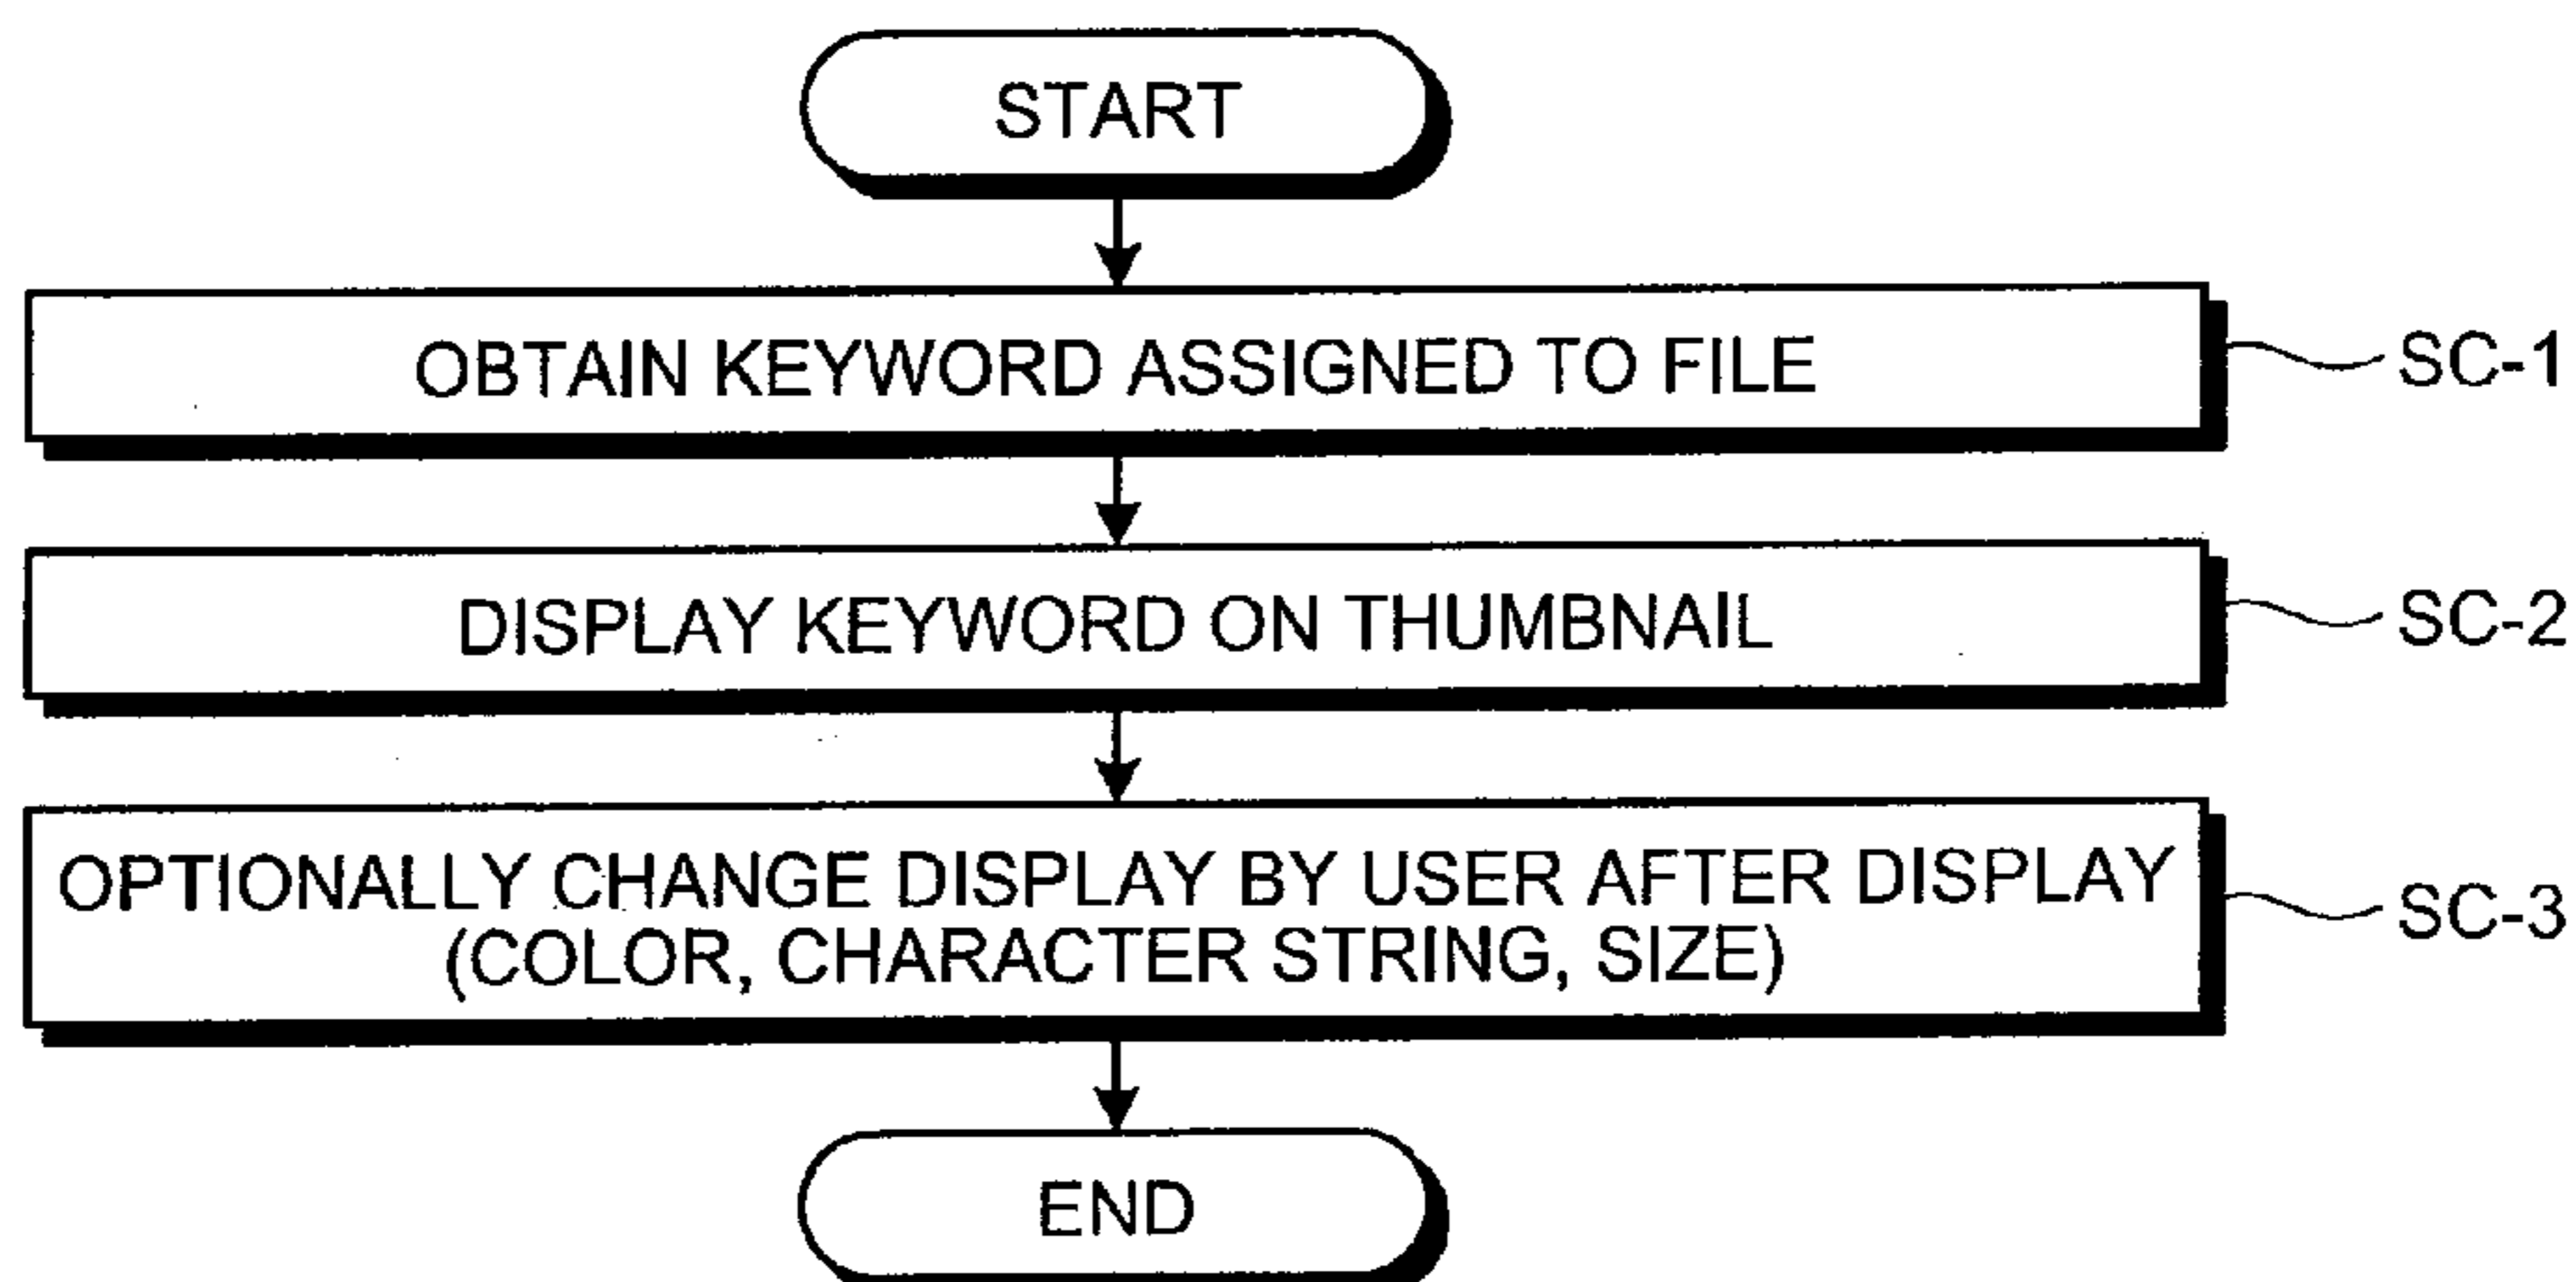 START
OBTAIN KEYWORD ASSIGNED TO FILE
SC-1
DISPLAY KEYWORD ON THUMBNAIL
SC-2
OPTIONALLY CHANGE DISPLAY BY USER AFTER DISPLAY
(COLOR, CHARACTER STRING, SIZE)
SC-3
END